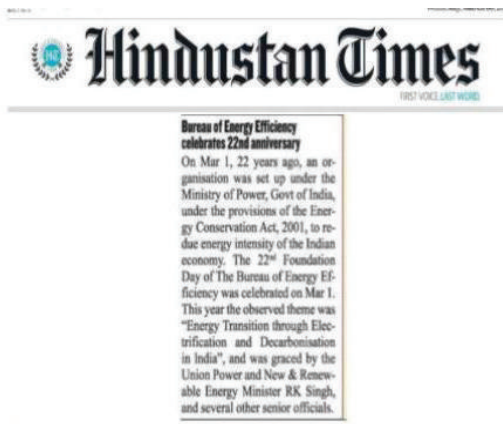 Hindustan Times
FIRST VOICE. LAST WORD.
Bureau of Energy Efficiency
celebrates 22nd anniversary
On Mar 1, 22 years ago, an or-
ganisation was set up under the
Ministry of Power, Govt of India,
under the provisions of the Ener-
gy Conservation Act, 2001, to re-
due energy intensity of the Indian
economy. The 22nd Foundation
Day of The Bureau of Energy Ef-
ficiency was celebrated on Mar 1.
This year the observed theme was
"Energy Transition through Elec-
trification and Decarbonisation
in India", and was graced by the
Union Power and New & Renew-
able Energy Minister RK Singh,
and several other senior officials.